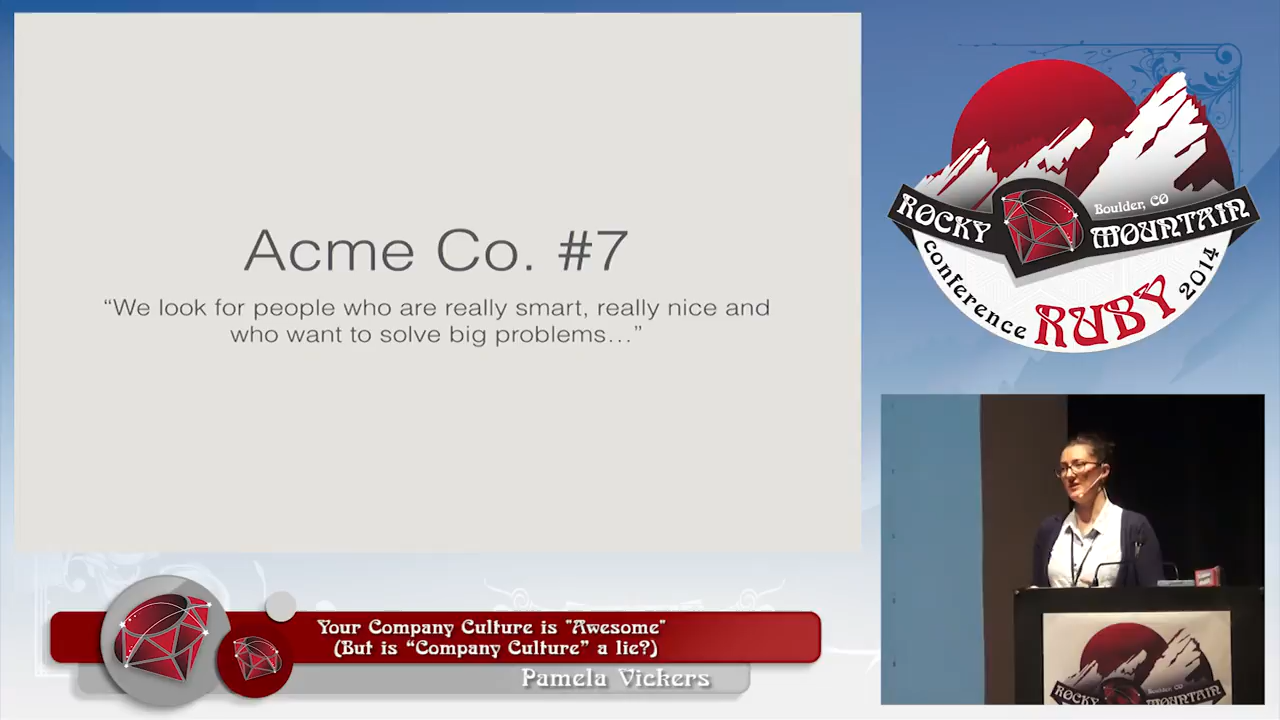 Acme Co. #7
“We look for people who are really smart, really nice and
who want to solve big problems…”
Boulder, CO
ROCKY MOUNTAIN
conference RUBY 2014
Your Company Culture is "Awesome"
(But is “Company Culture” a lie?)
Pamela Vickers
Boulder, CO
ROCKY MOUNTAIN